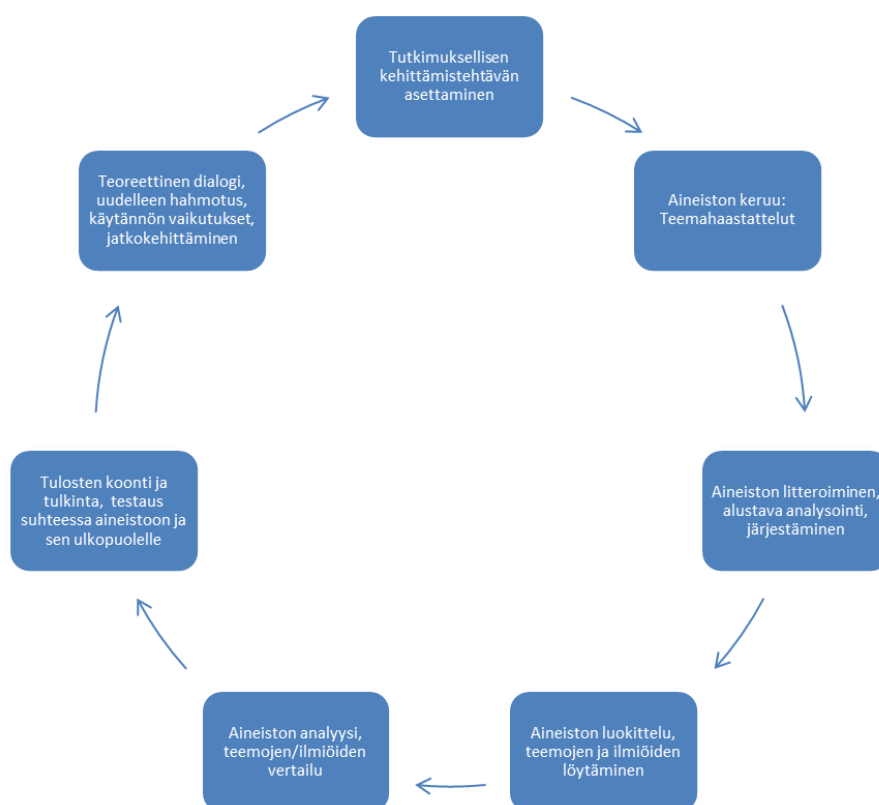 Tutkimuksellisen
kehittämistehtävän
asettaminen
Aineiston keruu:
Teemahaastattelut
Aineiston litteroiminen,
alustava analysointi,
järjestäminen
Aineiston luokittelu,
teemojen ja ilmiöiden
löytäminen
Aineiston analyysi,
teemojen/ilmiöiden
vertailu
Tulosten koonti ja
tulkinta, testaus
suhteessa aineistoon ja
sen ulkopuolelle
Teoreettinen dialogi,
uudelleen hahmotus,
käytännön vaikutukset,
jatkokehittäminen